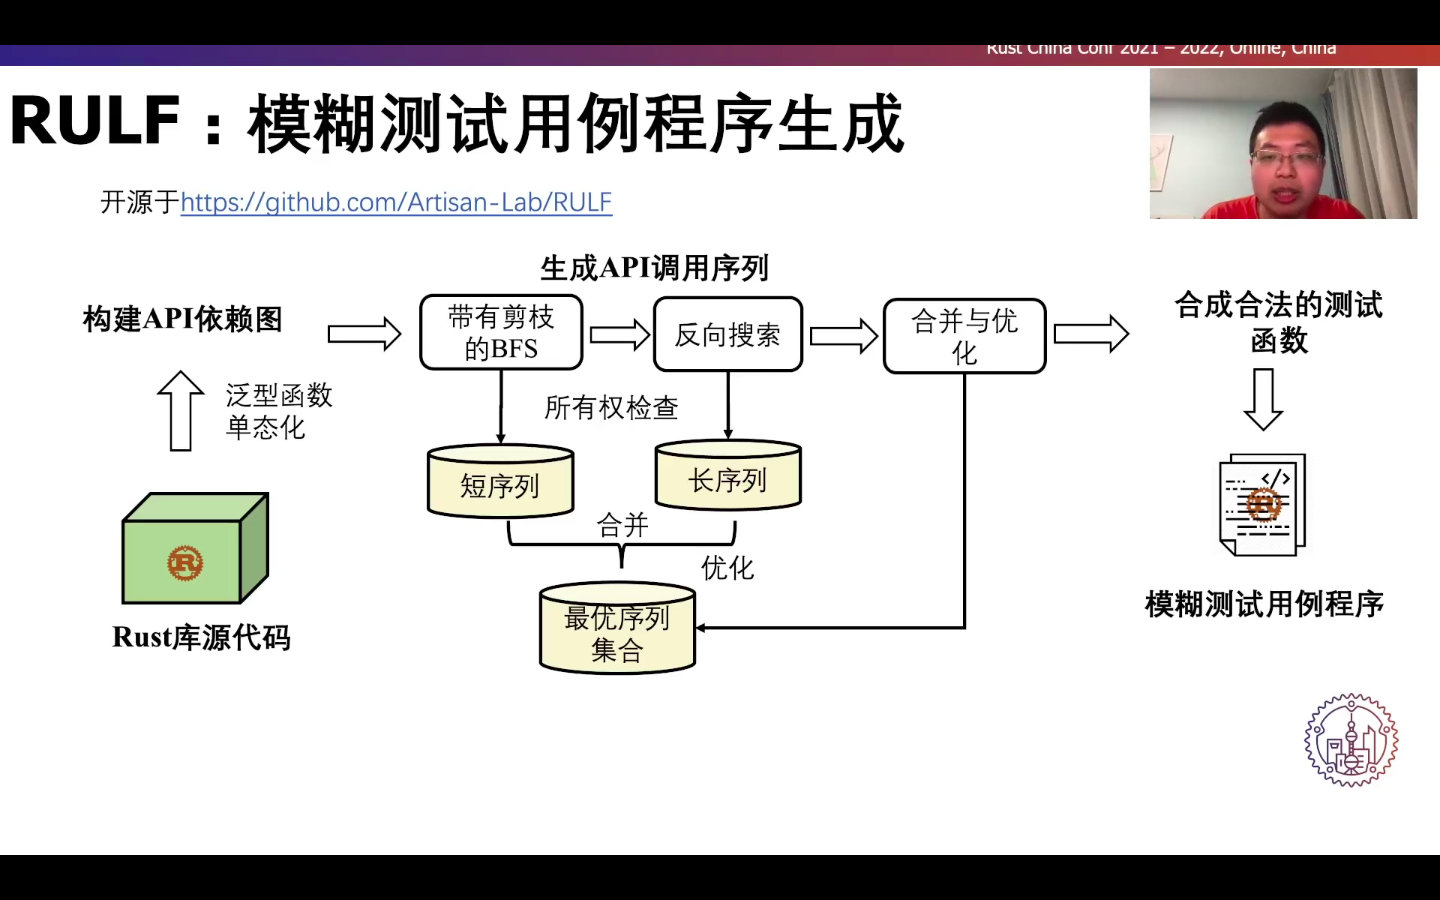 Rust China Conf 2021 – 2022, Online, China
RULF：模糊测试用例程序生成
开源于https://github.com/Artisan-Lab/RULF
生成API调用序列
构建API依赖图
带有剪枝
的BFS
反向搜索
合并与优
化
合成合法的测试
函数
泛型函数
单态化
所有权检查
短序列
长序列
合并
优化
最优序列
集合
</>
R
R
Rust库源代码
模糊测试用例程序